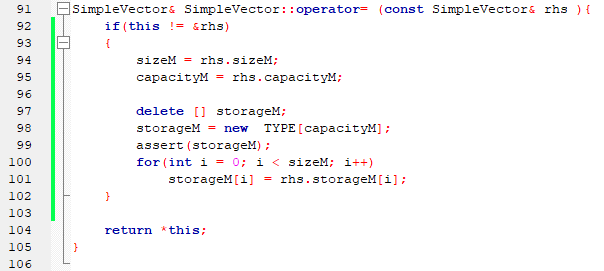 91 SimpleVector& SimpleVector::operator= (const SimpleVector& rhs ){
92 if(this != &rhs)
93 {
94 sizeM = rhs.sizeM;
95 capacityM = rhs.capacityM;
96
97 delete [] storageM;
98 storageM = new  TYPE[capacityM];
99 assert(storageM);
100 for(int i = 0; i < sizeM; i++)
101 storageM[i] = rhs.storageM[i];
102 }
103
104 return *this;
105 }
106